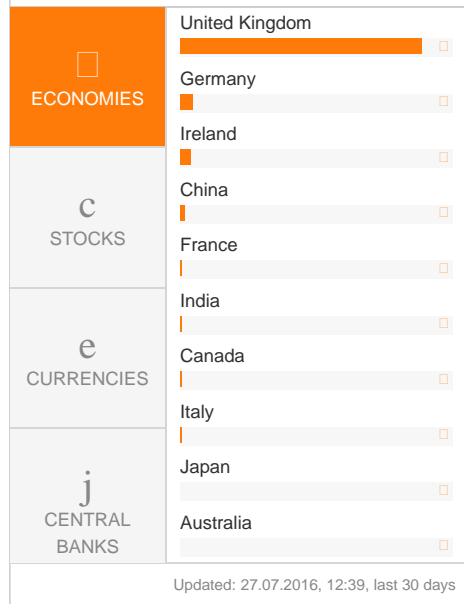 ECONOMIES
c
STOCKS
e
CURRENCIES
j
CENTRAL
BANKS
United Kingdom
Germany
Ireland
China
France
India
Canada
Italy
Japan
Australia
Updated: 27.07.2016, 12:39, last 30 days